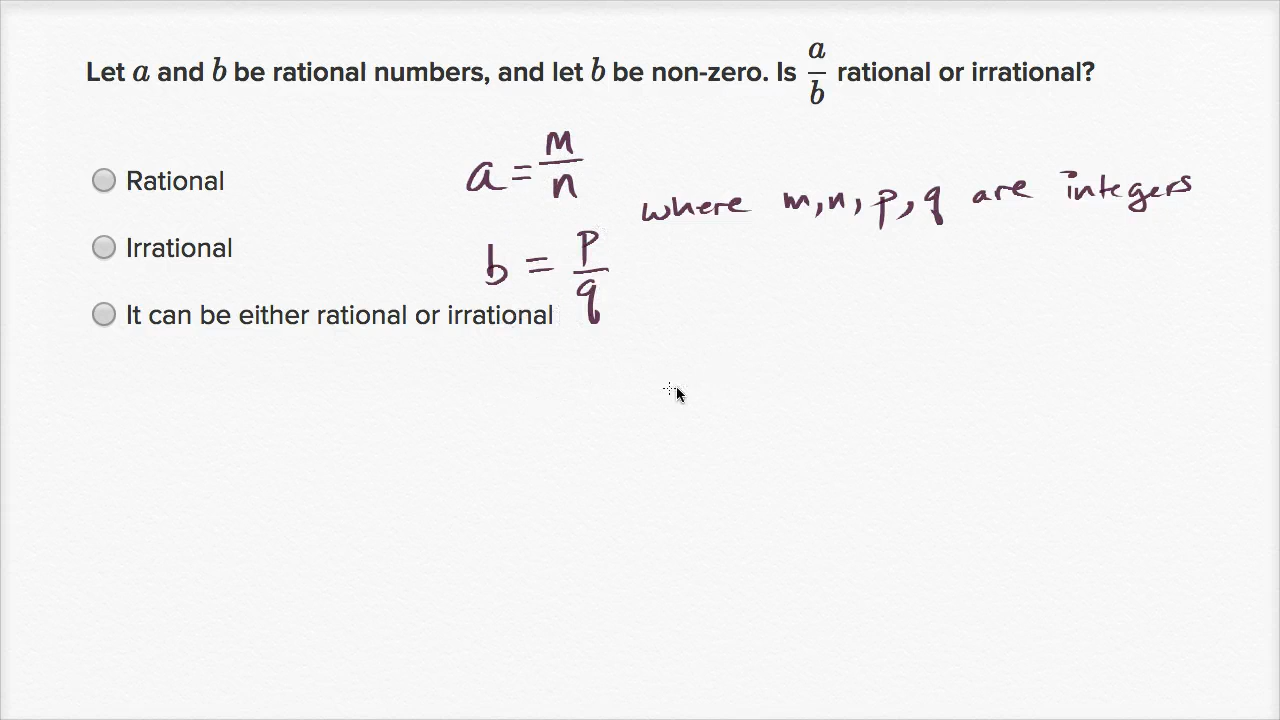 Let a and b be rational numbers, and let b be non-zero. Is a/b rational or irrational?
Rational
Irrational
It can be either rational or irrational
a = m/n
b = p/q
where m, n, p, q are integers